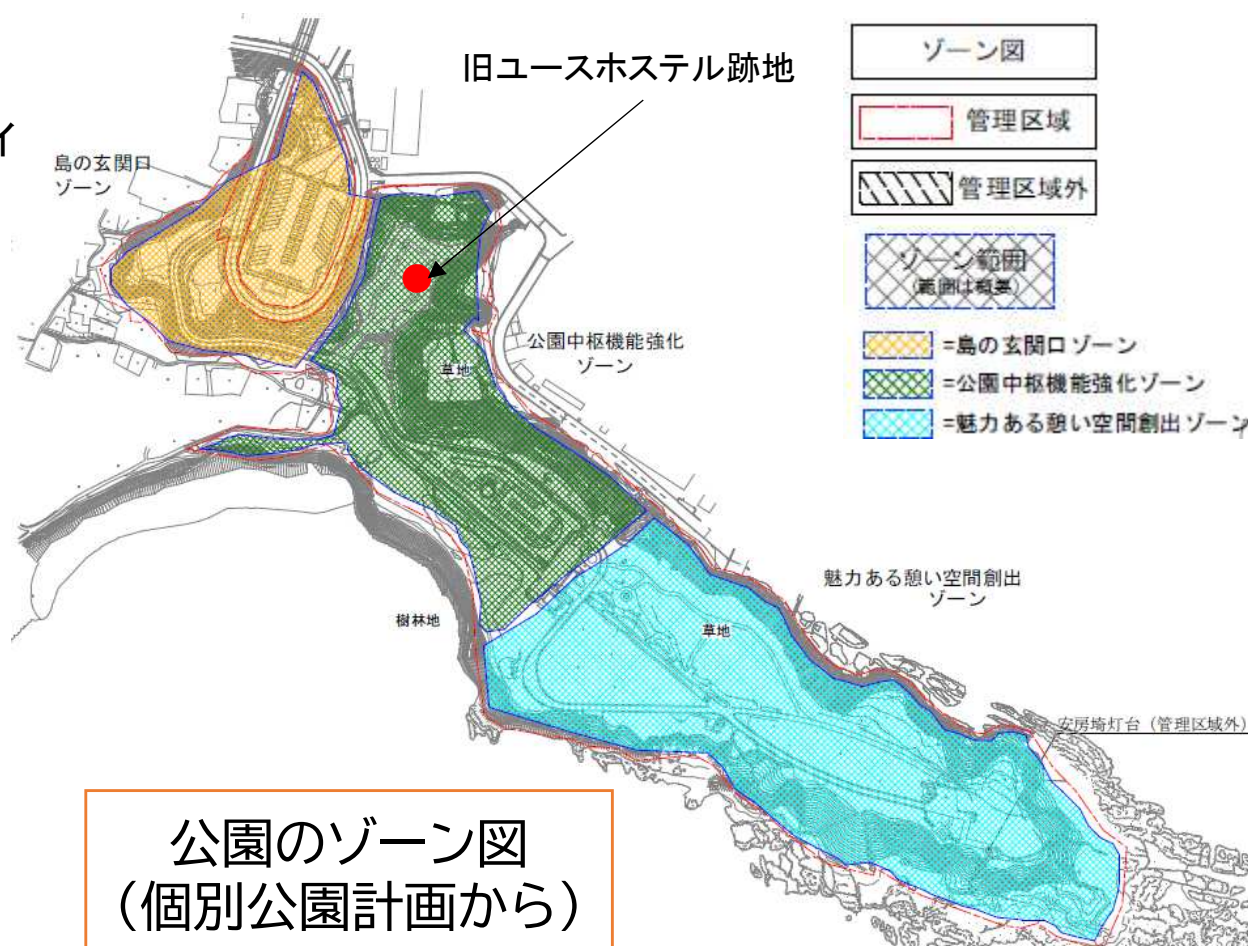 旧ユースホステル跡地
ィ
島の玄関口
ゾーン
公園中枢機能強化
ゾーン
草地
樹林地
草地
魅力ある憩い空間創出
ゾーン
安房埼灯台(管理区域外)
ゾーン図
管理区域
管理区域外
ゾーン範囲
(範囲は概要)
=島の玄関口ゾーン
=公園中枢機能強化ゾーン
=魅力ある憩い空間創出ゾーン
公園のゾーン図
(個別公園計画から)